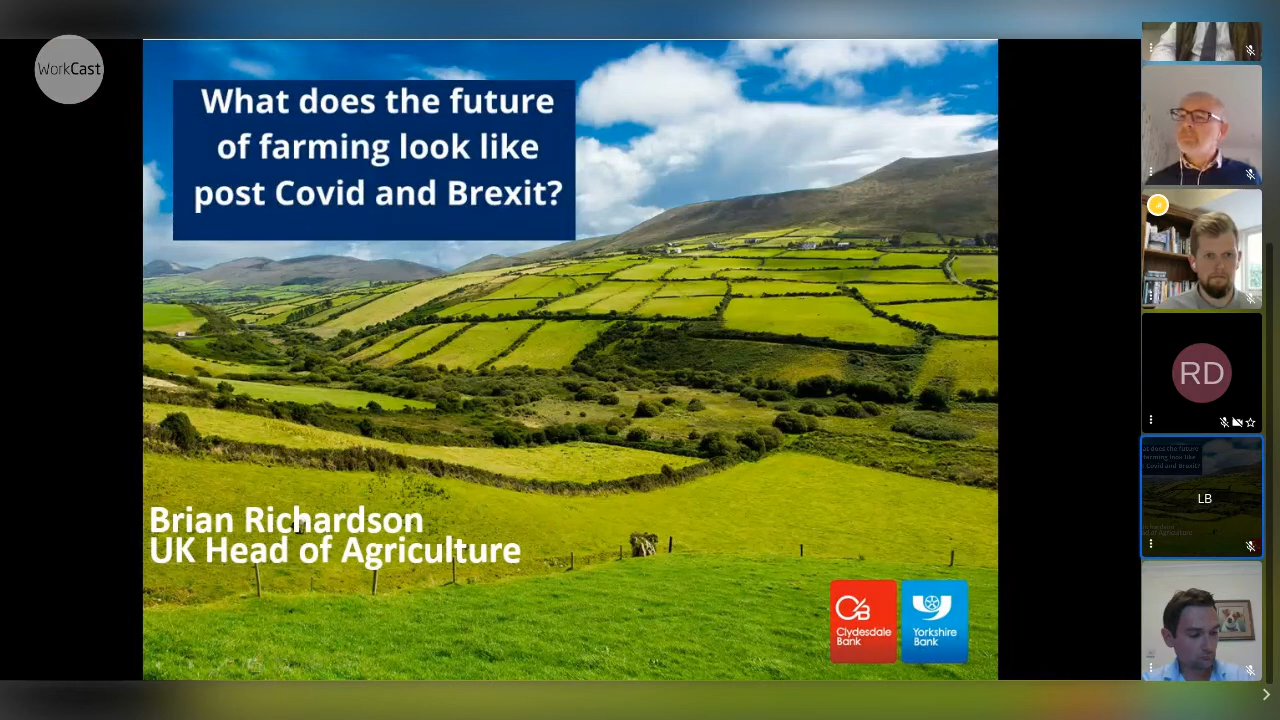 WorkCast
What does the future
of farming look like
post Covid and Brexit?
Brian Richardson
UK Head of Agriculture
Clydesdale
Bank
Yorkshire
Bank
RD
LB